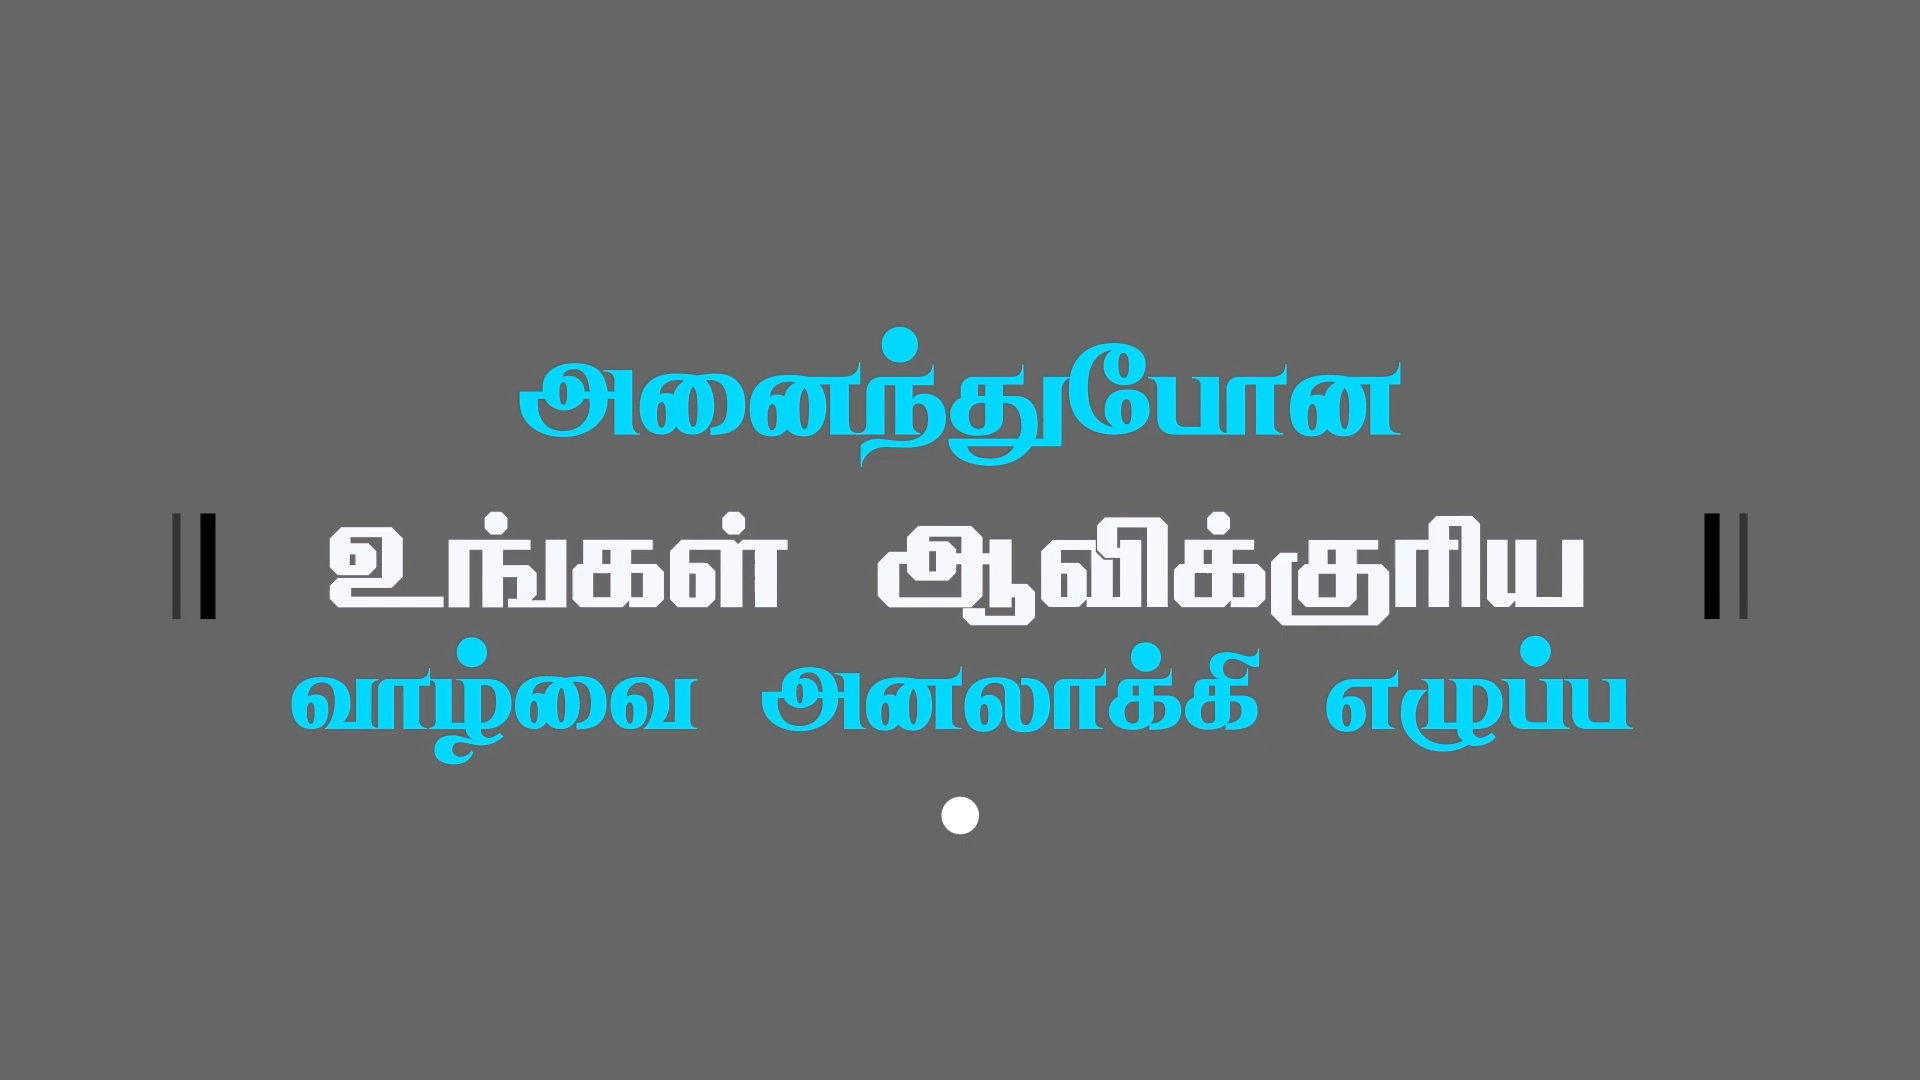 அனைந்துபோன
உங்கள் ஆவிக்குரிய
வாழ்வை அனலாக்கி எழுப்ப